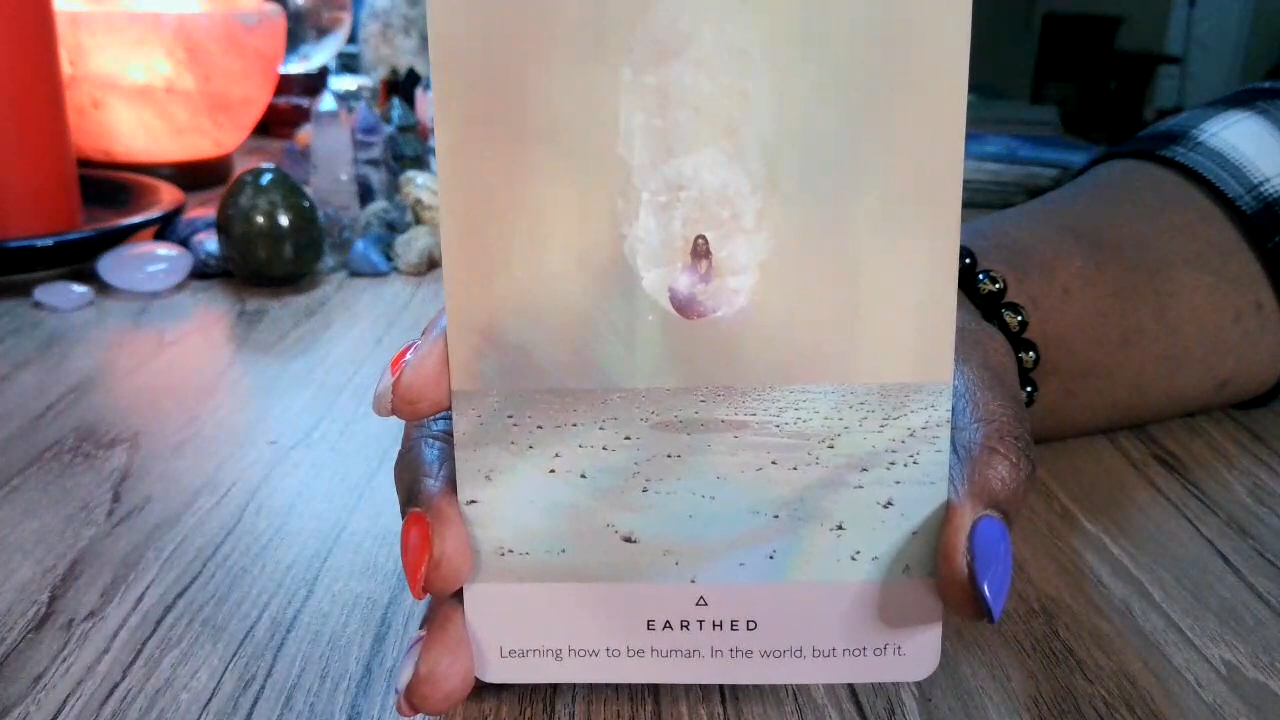 EARTHED
Learning how to be human. In the world, but not of it.